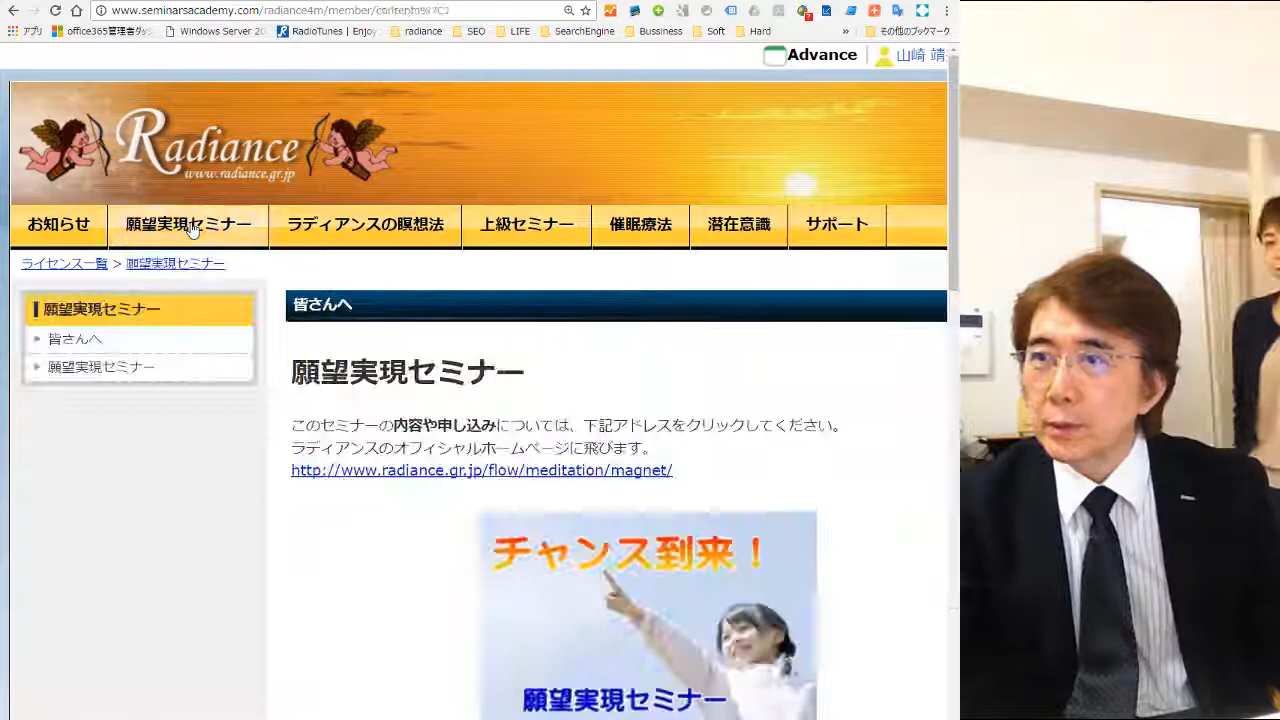 www.seminarsacademy.com/radiance4m/member/contents%7C1
アプリ office365管理者ダッ Windows Server 20 RadioTunes | Enjoy radiance SEO LIFE SearchEngine Bussiness Soft Hard » その他のブックマーク
Advance 山崎 靖
Radiance
www.radiance.gr.jp
お知らせ 願望実現セミナー ラディアンスの瞑想法 上級セミナー 催眠療法 潜在意識 サポート
ライセンス一覧 > 願望実現セミナー
願望実現セミナー
皆さんへ
願望実現セミナー
皆さんへ
願望実現セミナー
このセミナーの内容や申し込みについては、下記アドレスをクリックしてください。
ラディアンスのオフィシャルホームページに飛びます。
http://www.radiance.gr.jp/flow/meditation/magnet/
チャンス到来！
願望実現セミナー